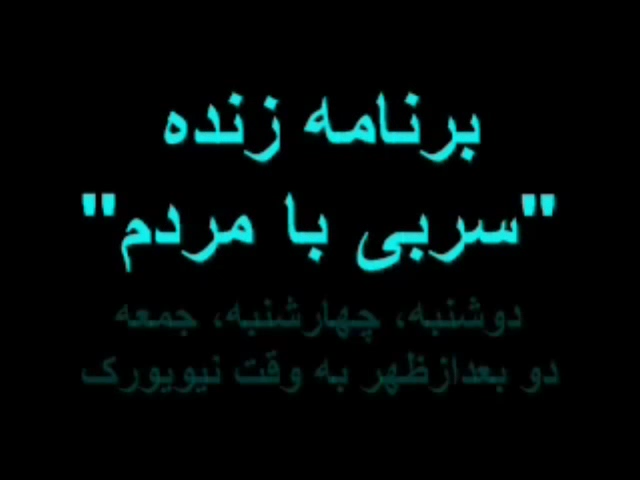 برنامه زنده
"سربی با مردم"
دوشنبه، چهارشنبه، جمعه
دو بعدازظهر به وقت نیویورک